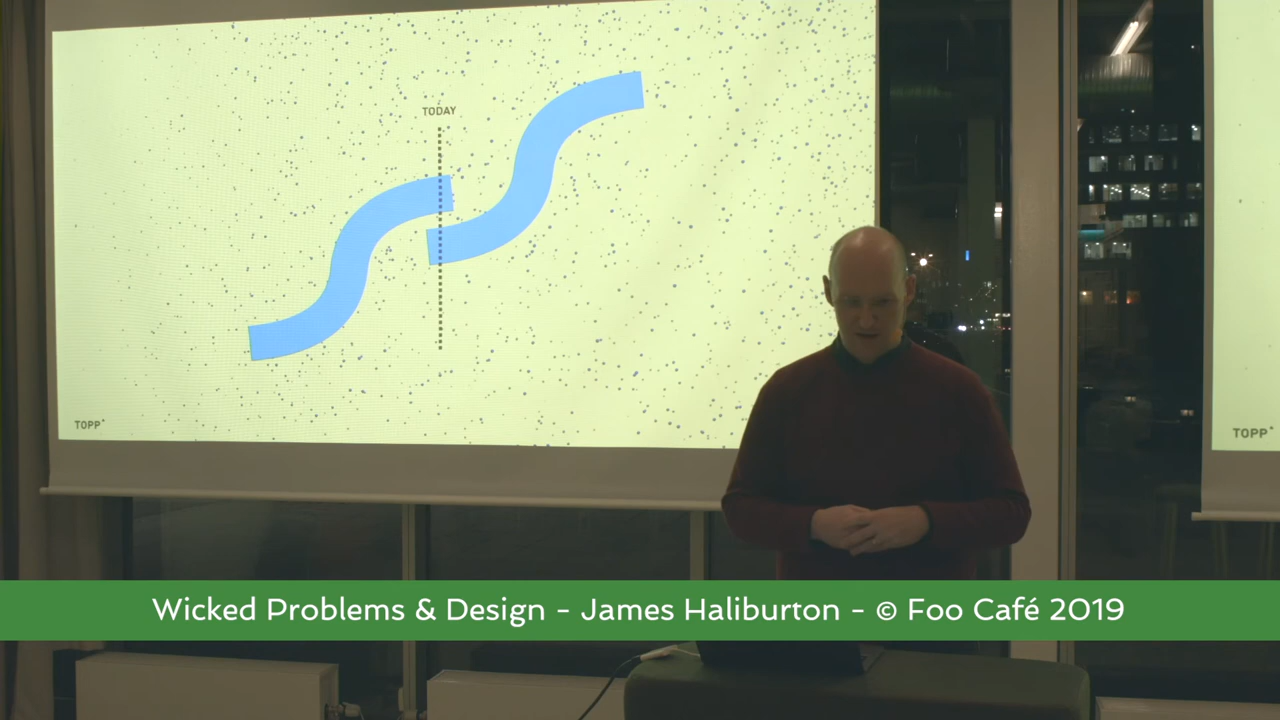 TODAY
TOPP+
TOPP+
Wicked Problems & Design - James Haliburton - © Foo Café 2019